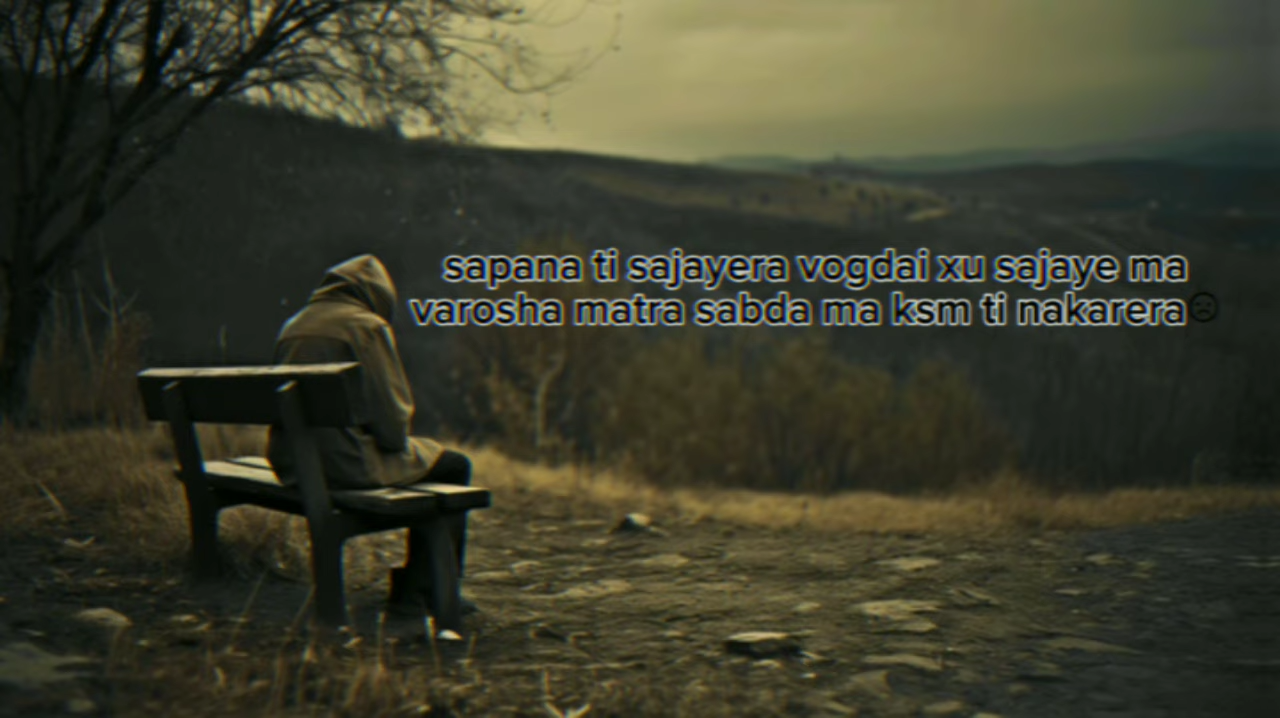 sapana ti sajayera vogdai xu sajaye ma
varosha matra sabda ma ksm ti nakarera☹